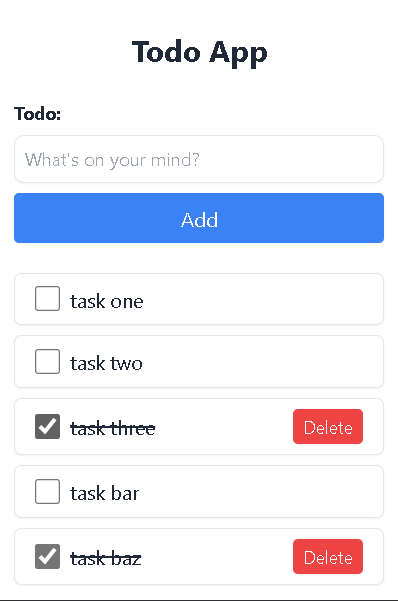 Todo App
Todo:
What's on your mind?
Add
task one
task two
task three Delete
task bar
task baz Delete